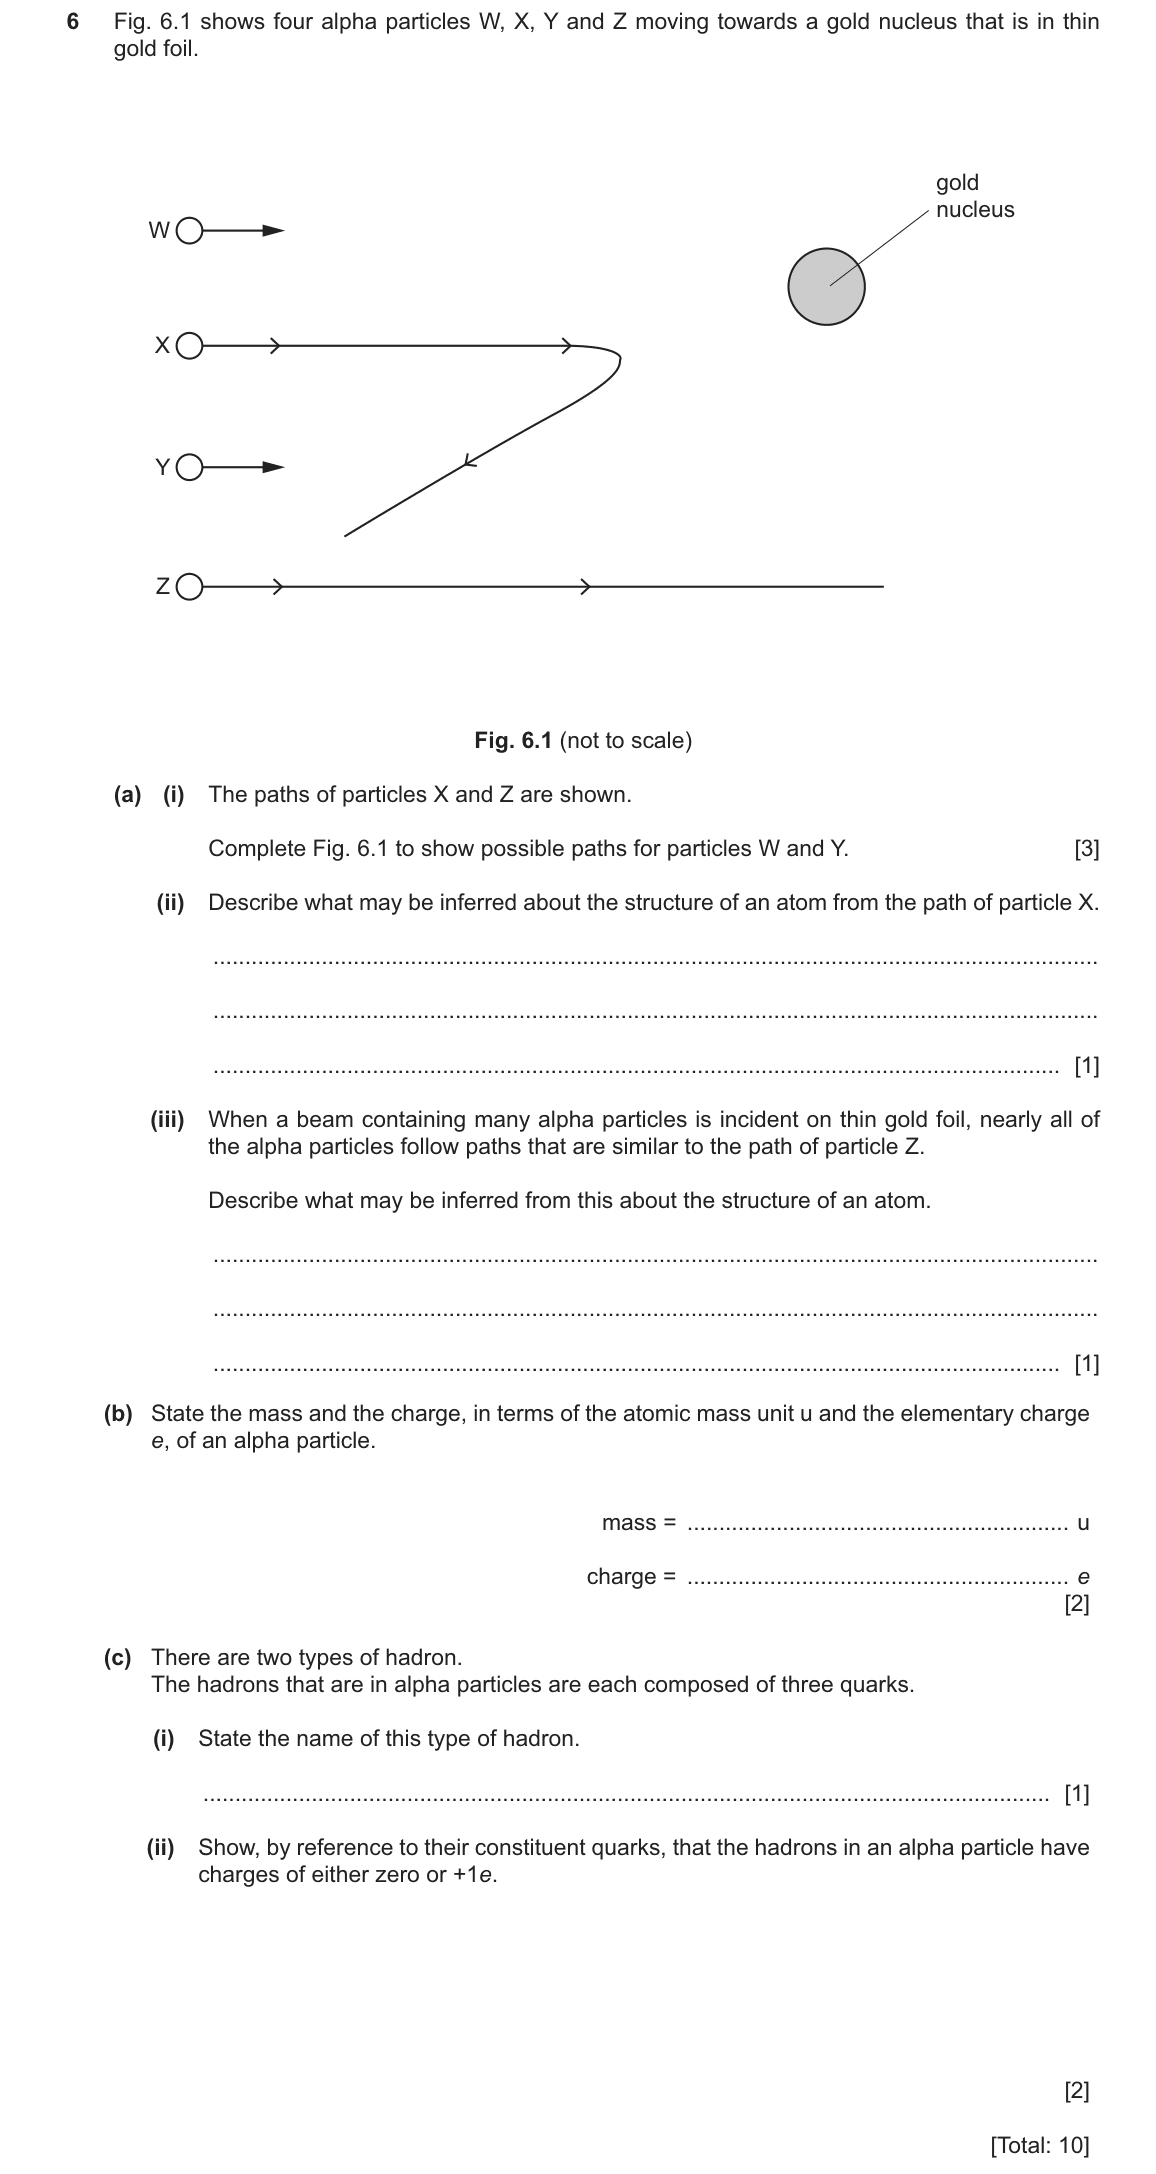 6 Fig. 6.1 shows four alpha particles W, X, Y and Z moving towards a gold nucleus that is in thin
gold foil.
gold
nucleus
W
X
Y
Z
Fig. 6.1 (not to scale)
(a) (i) The paths of particles X and Z are shown.
Complete Fig. 6.1 to show possible paths for particles W and Y. [3]
(ii) Describe what may be inferred about the structure of an atom from the path of particle X.
..........................................................................................................................................
..........................................................................................................................................
.................................................................................................................................... [1]
(iii) When a beam containing many alpha particles is incident on thin gold foil, nearly all of
the alpha particles follow paths that are similar to the path of particle Z.
Describe what may be inferred from this about the structure of an atom.
..........................................................................................................................................
..........................................................................................................................................
.................................................................................................................................... [1]
(b) State the mass and the charge, in terms of the atomic mass unit u and the elementary charge
e, of an alpha particle.
mass = ............................................................ u
charge = ............................................................ e
[2]
(c) There are two types of hadron.
The hadrons that are in alpha particles are each composed of three quarks.
(i) State the name of this type of hadron.
.................................................................................................................................... [1]
(ii) Show, by reference to their constituent quarks, that the hadrons in an alpha particle have
charges of either zero or +1e.
[2]
[Total: 10]